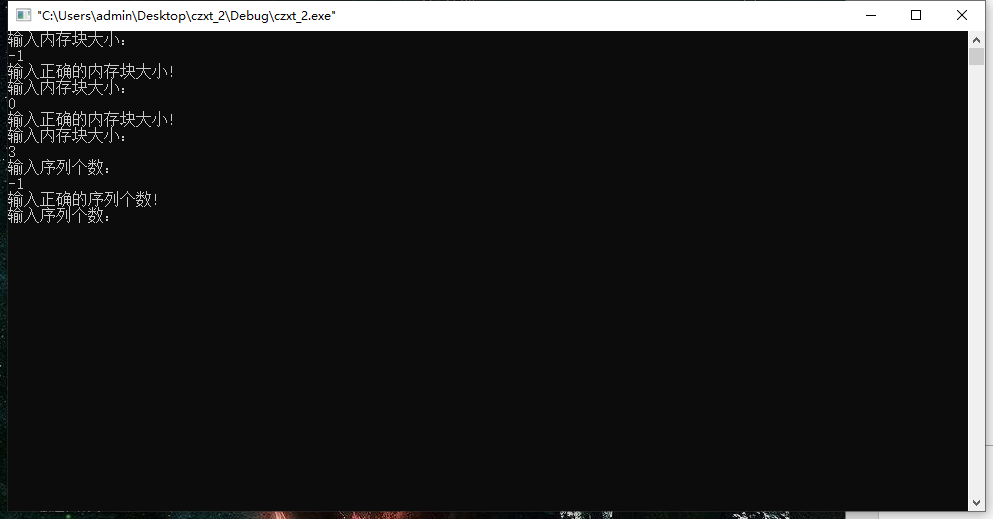 "C:\Users\admin\Desktop\czxt_2\Debug\czxt_2.exe"
输入内存块大小:
-1
输入正确的内存块大小!
输入内存块大小:
0
输入正确的内存块大小!
输入内存块大小:
3
输入序列个数:
-1
输入正确的序列个数!
输入序列个数: